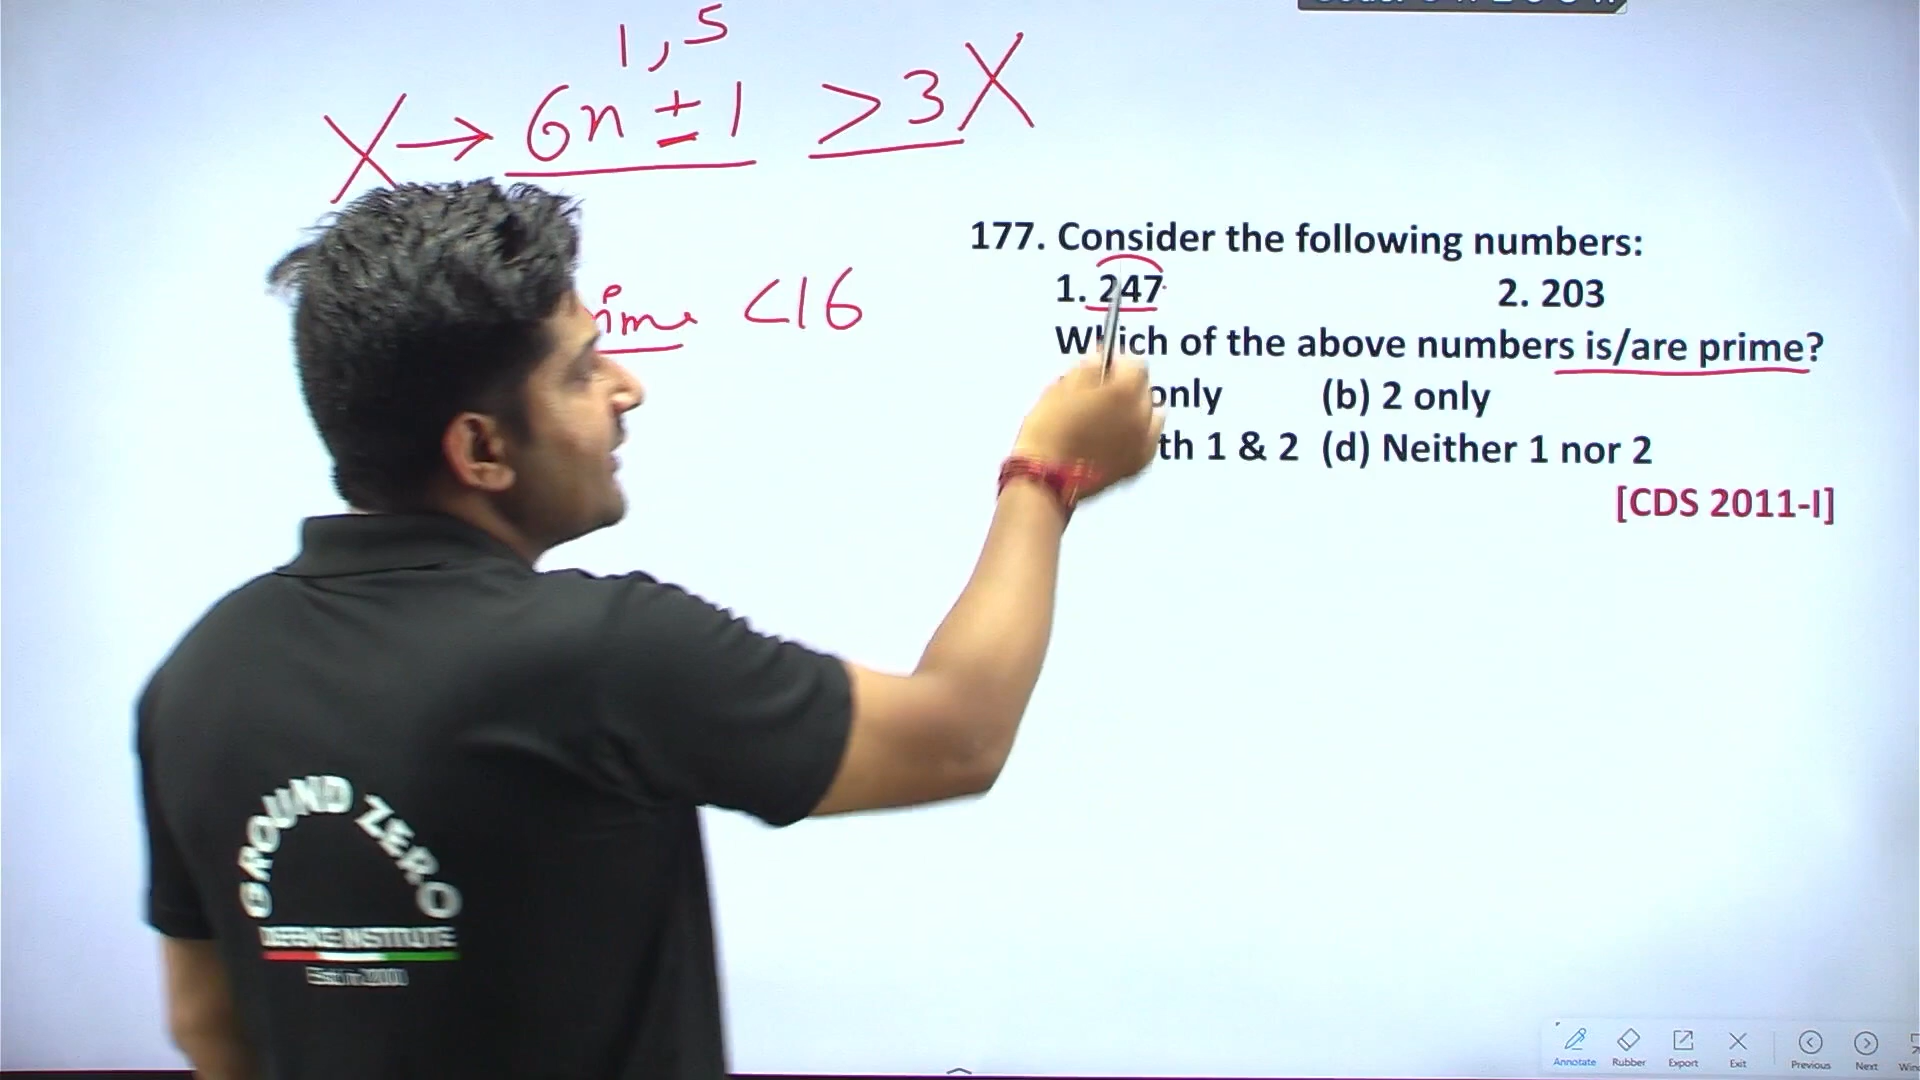 1, 5
X → 6n ± 1 > 3 X
<16
177. Consider the following numbers:
1. 247 2. 203
Which of the above numbers is/are prime?
only (b) 2 only
th 1 & 2 (d) Neither 1 nor 2
[CDS 2011-I]
GROUND ZERO
DEFENCE INSTITUTE
Annotate Rubber Export Exit Previous Next